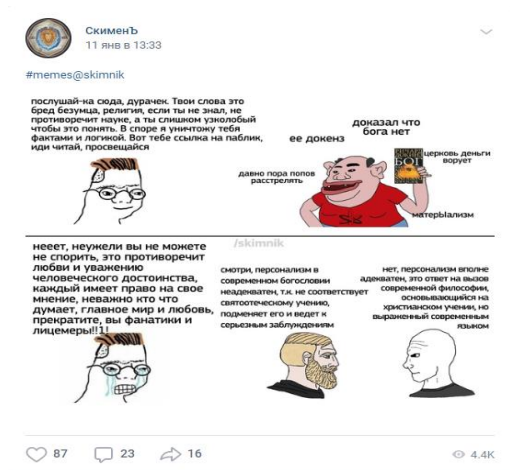 СкименЪ
11 янв в 13:33
#memes@skimnik
послушай-ка сюда, дурачек. Твои слова это
бред безумца, религия, если ты не знал, не
противоречит науке, а ты слишком узколобый
чтобы это понять. В споре я уничтожу тебя
фактами и логикой. Вот тебе ссылка на паблик,
иди читай, просвещайся
ее докенз
доказал что
бога нет
БОГ
церковь деньги
ворует
давно пора попов
расстрелять
матерЫализм
/skimnik
нееет, неужели вы не можете
не спорить, это противоречит
любви и уважению
человеческого достоинства,
каждый имеет право на свое
мнение, неважно кто что
думает, главное мир и любовь,
прекратите, вы фанатики и
лицемеры!!1!
смотри, персонализм в
современном богословии
неадекватен, т.к. не соответствует
святоотеческому учению,
подменяет его и ведет к
серьезным заблуждениям
нет, персонализм вполне
адекватен, это ответ на вызов
современной философии,
основывающийся на
христианском учении, но
выраженный современным
языком
87
23
16
4.4K